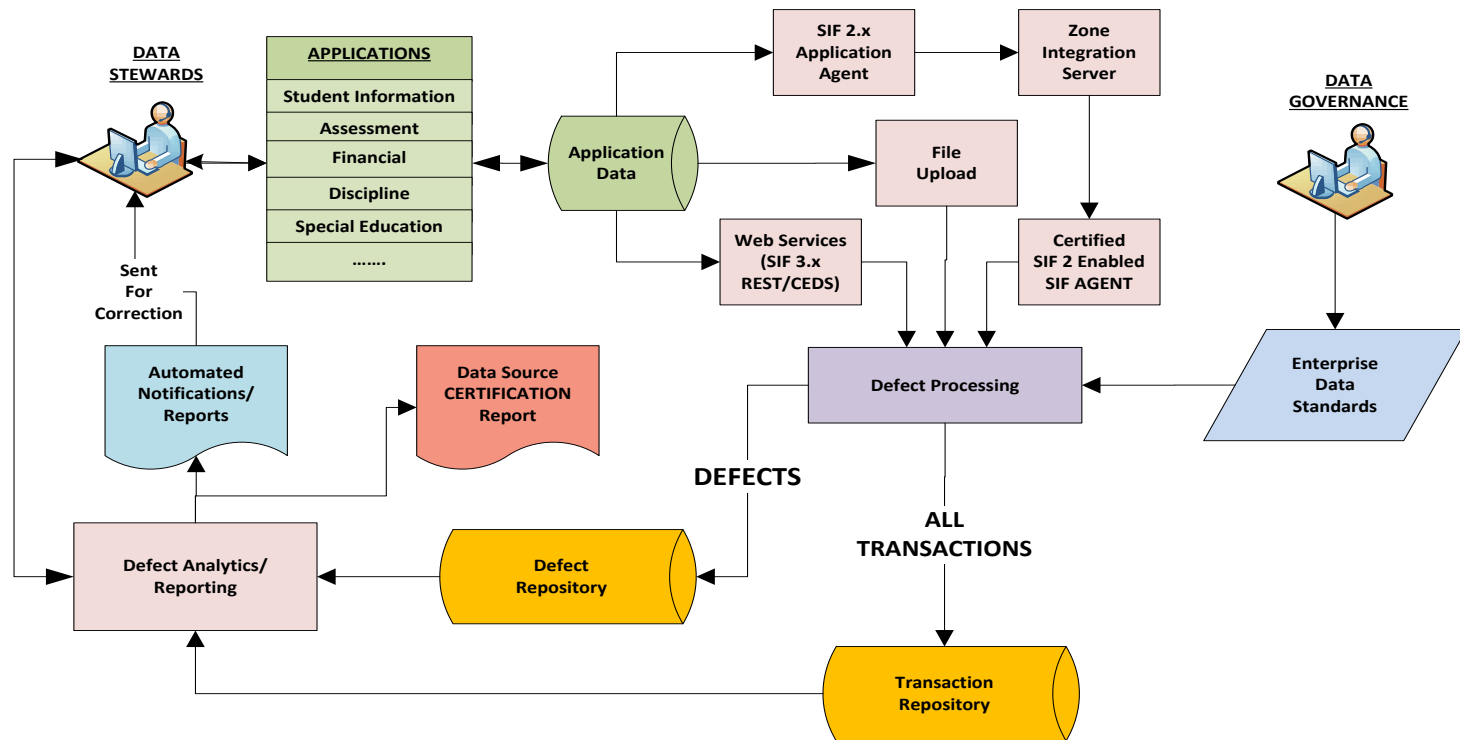 DATA
STEWARDS
APPLICATIONS
Student Information
Assessment
Financial
Discipline
Special Education
…….
Application
Data
SIF 2.x
Application
Agent
Zone
Integration
Server
File
Upload
Web Services
(SIF 3.x
REST/CEDS)
Certified
SIF 2 Enabled
SIF AGENT
DATA
GOVERNANCE
Sent
For
Correction
Automated
Notifications/
Reports
Data Source
CERTIFICATION
Report
Defect Processing
Enterprise
Data
Standards
DEFECTS
ALL
TRANSACTIONS
Defect Analytics/
Reporting
Defect
Repository
Transaction
Repository